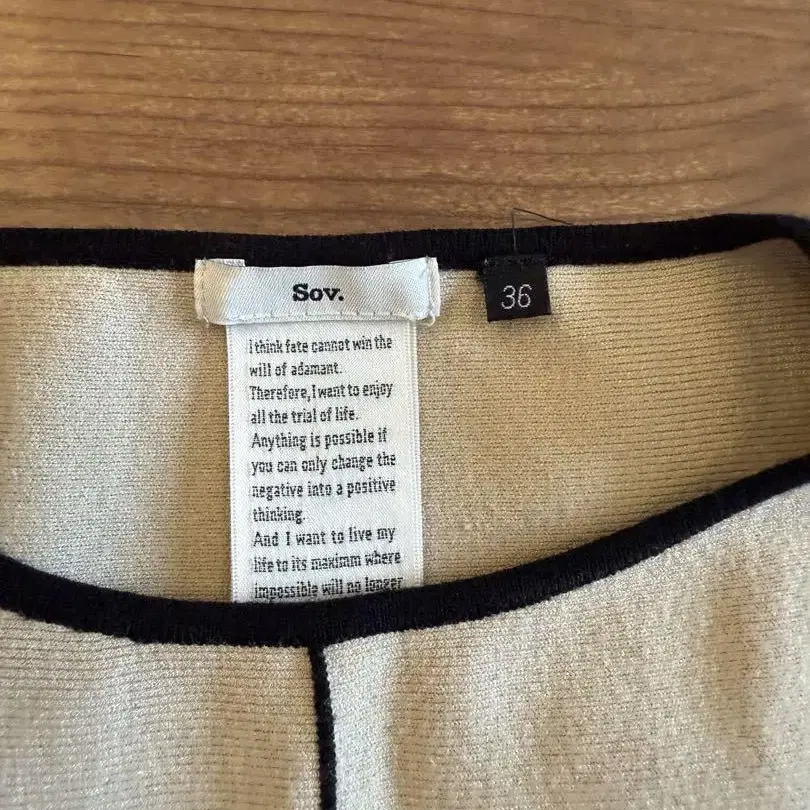 Sov.
36
I think fate cannot win the
will of adamant.
Therefore, I want to enjoy
all the trial of life.
Anything is possible if
you can only change the
negative into a positive
thinking.
And I want to live my
life to its maximm where
impossible will no longer